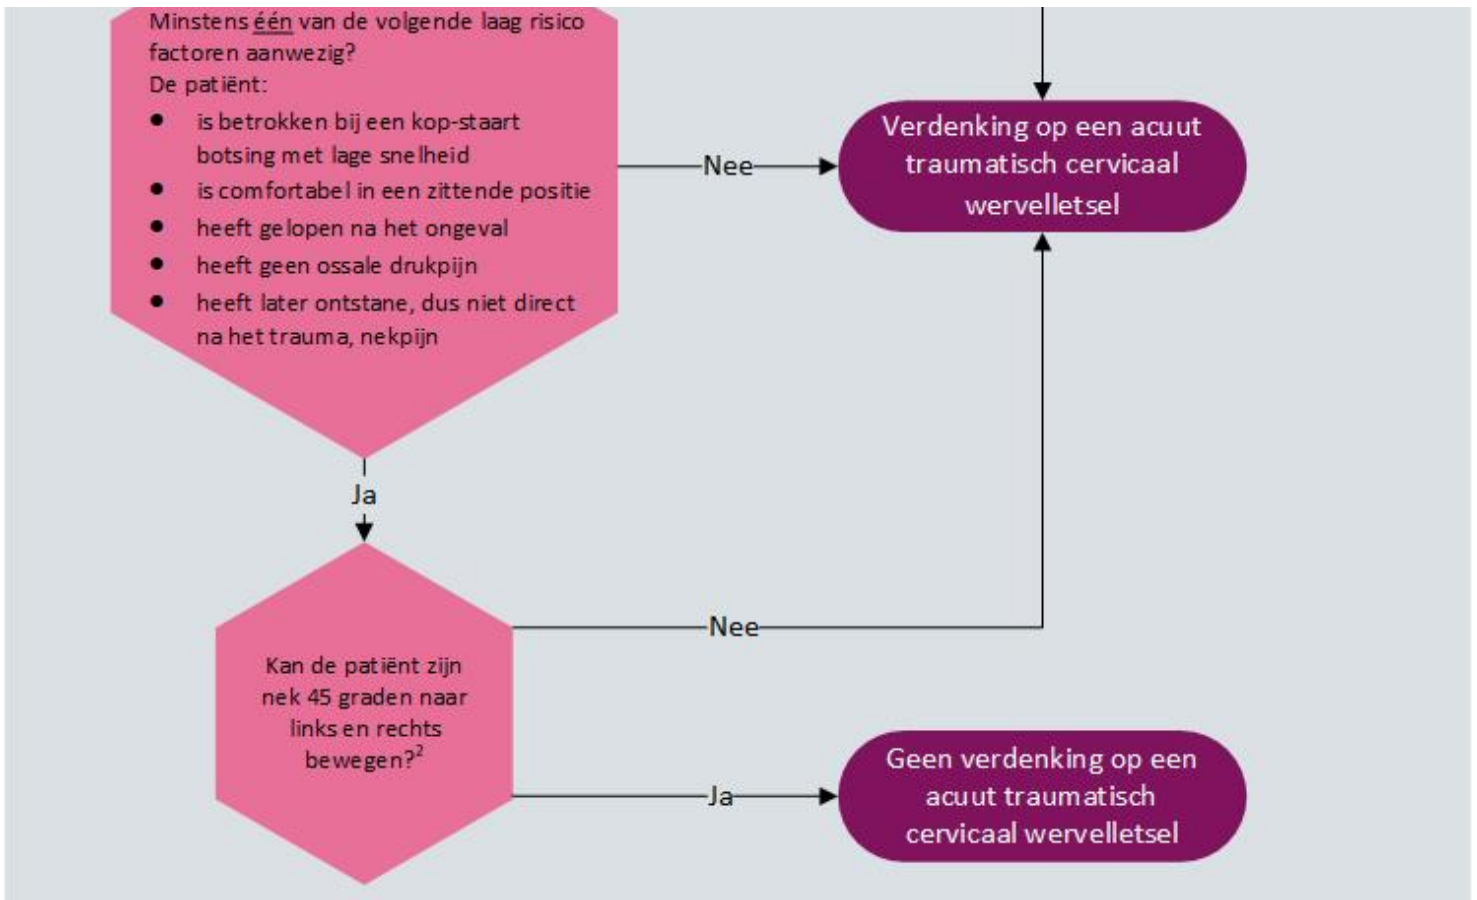 Minstens één van de volgende laag risico
factoren aanwezig?
De patiënt:
● is betrokken bij een kop-staart
botsing met lage snelheid
● is comfortabel in een zittende positie
● heeft gelopen na het ongeval
● heeft geen ossale drukpijn
● heeft later ontstane, dus niet direct
na het trauma, nekpijn
Nee
Verdenking op een acuut
traumatisch cervicaal
wervelletsel
Ja
Kan de patiënt zijn
nek 45 graden naar
links en rechts
bewegen?²
Nee
Ja
Geen verdenking op een
acuut traumatisch
cervicaal wervelletsel